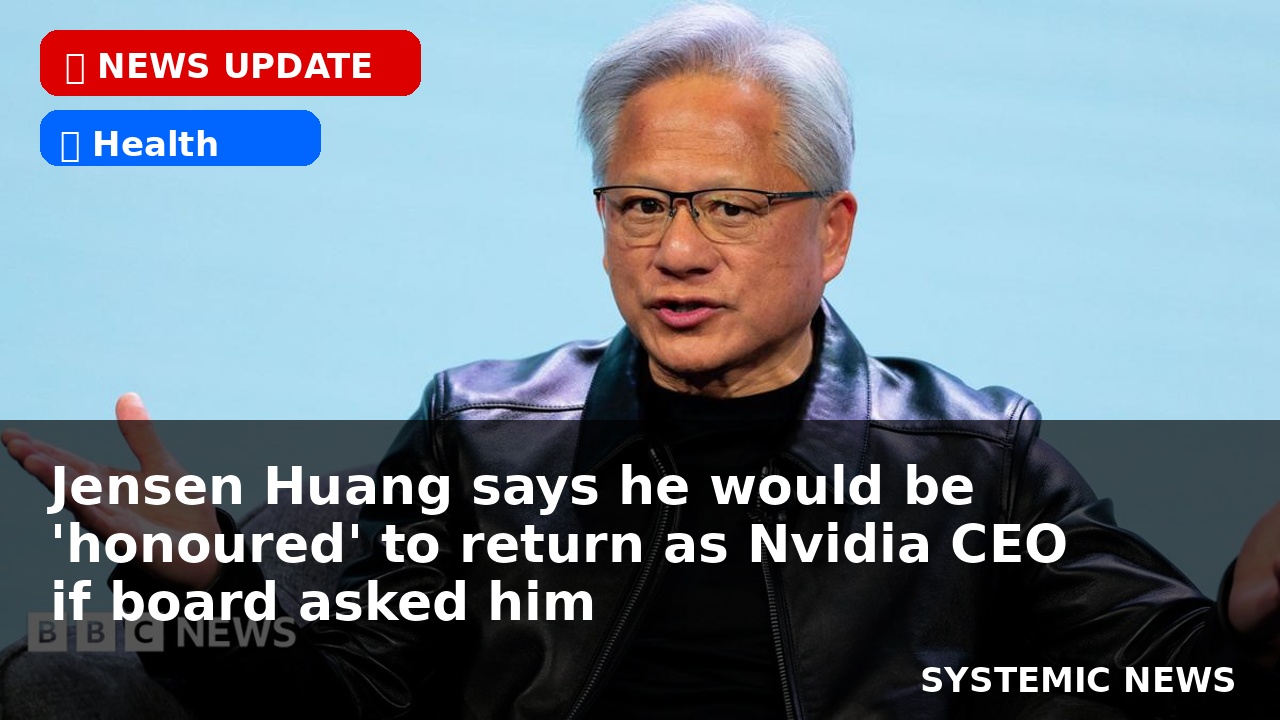 NEWS UPDATE
Health
Jensen Huang says he would be
'honoured' to return as Nvidia CEO
if board asked him
BBC NEWS
SYSTEMIC NEWS